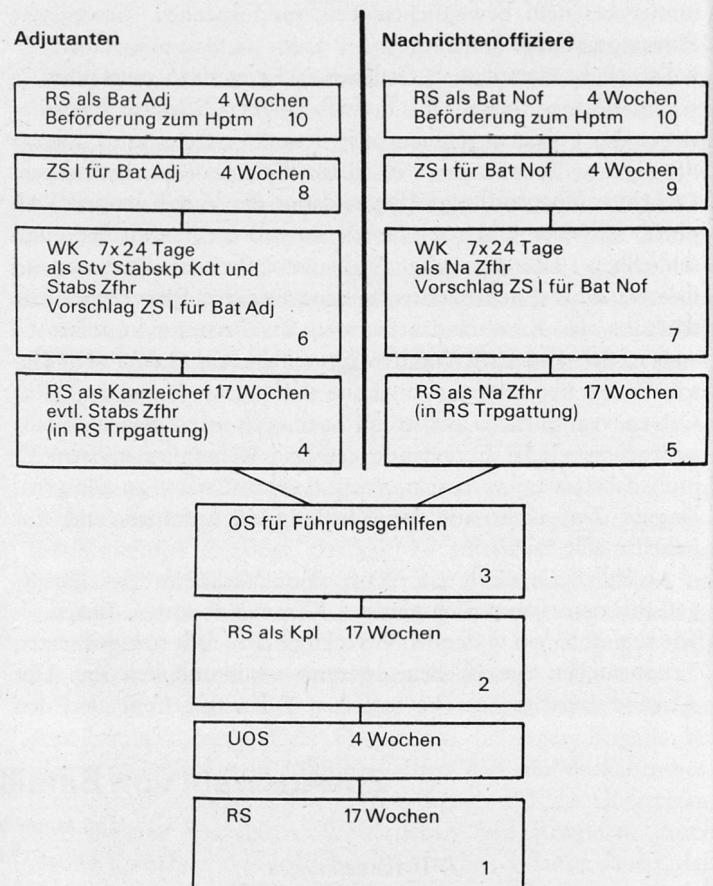 Adjutanten
RS als Bat Adj 4 Wochen
Beförderung zum Hptm 10
ZS I für Bat Adj 4 Wochen
8
WK 7x24 Tage
als Stv Stabskp Kdt und
Stabs Zfhr
Vorschlag ZS I für Bat Adj
6
RS als Kanzleichef 17 Wochen
evtl. Stabs Zfhr
(in RS Trpgattung)
4
Nachrichtenoffiziere
RS als Bat Nof 4 Wochen
Beförderung zum Hptm 10
ZS I für Bat Nof 4 Wochen
9
WK 7x24 Tage
als Na Zfhr
Vorschlag ZS I für Bat Nof
7
RS als Na Zfhr 17 Wochen
(in RS Trpgattung)
5
OS für Führungsgehilfen
3
RS als Kpl 17 Wochen
2
UOS 4 Wochen
RS 17 Wochen
1